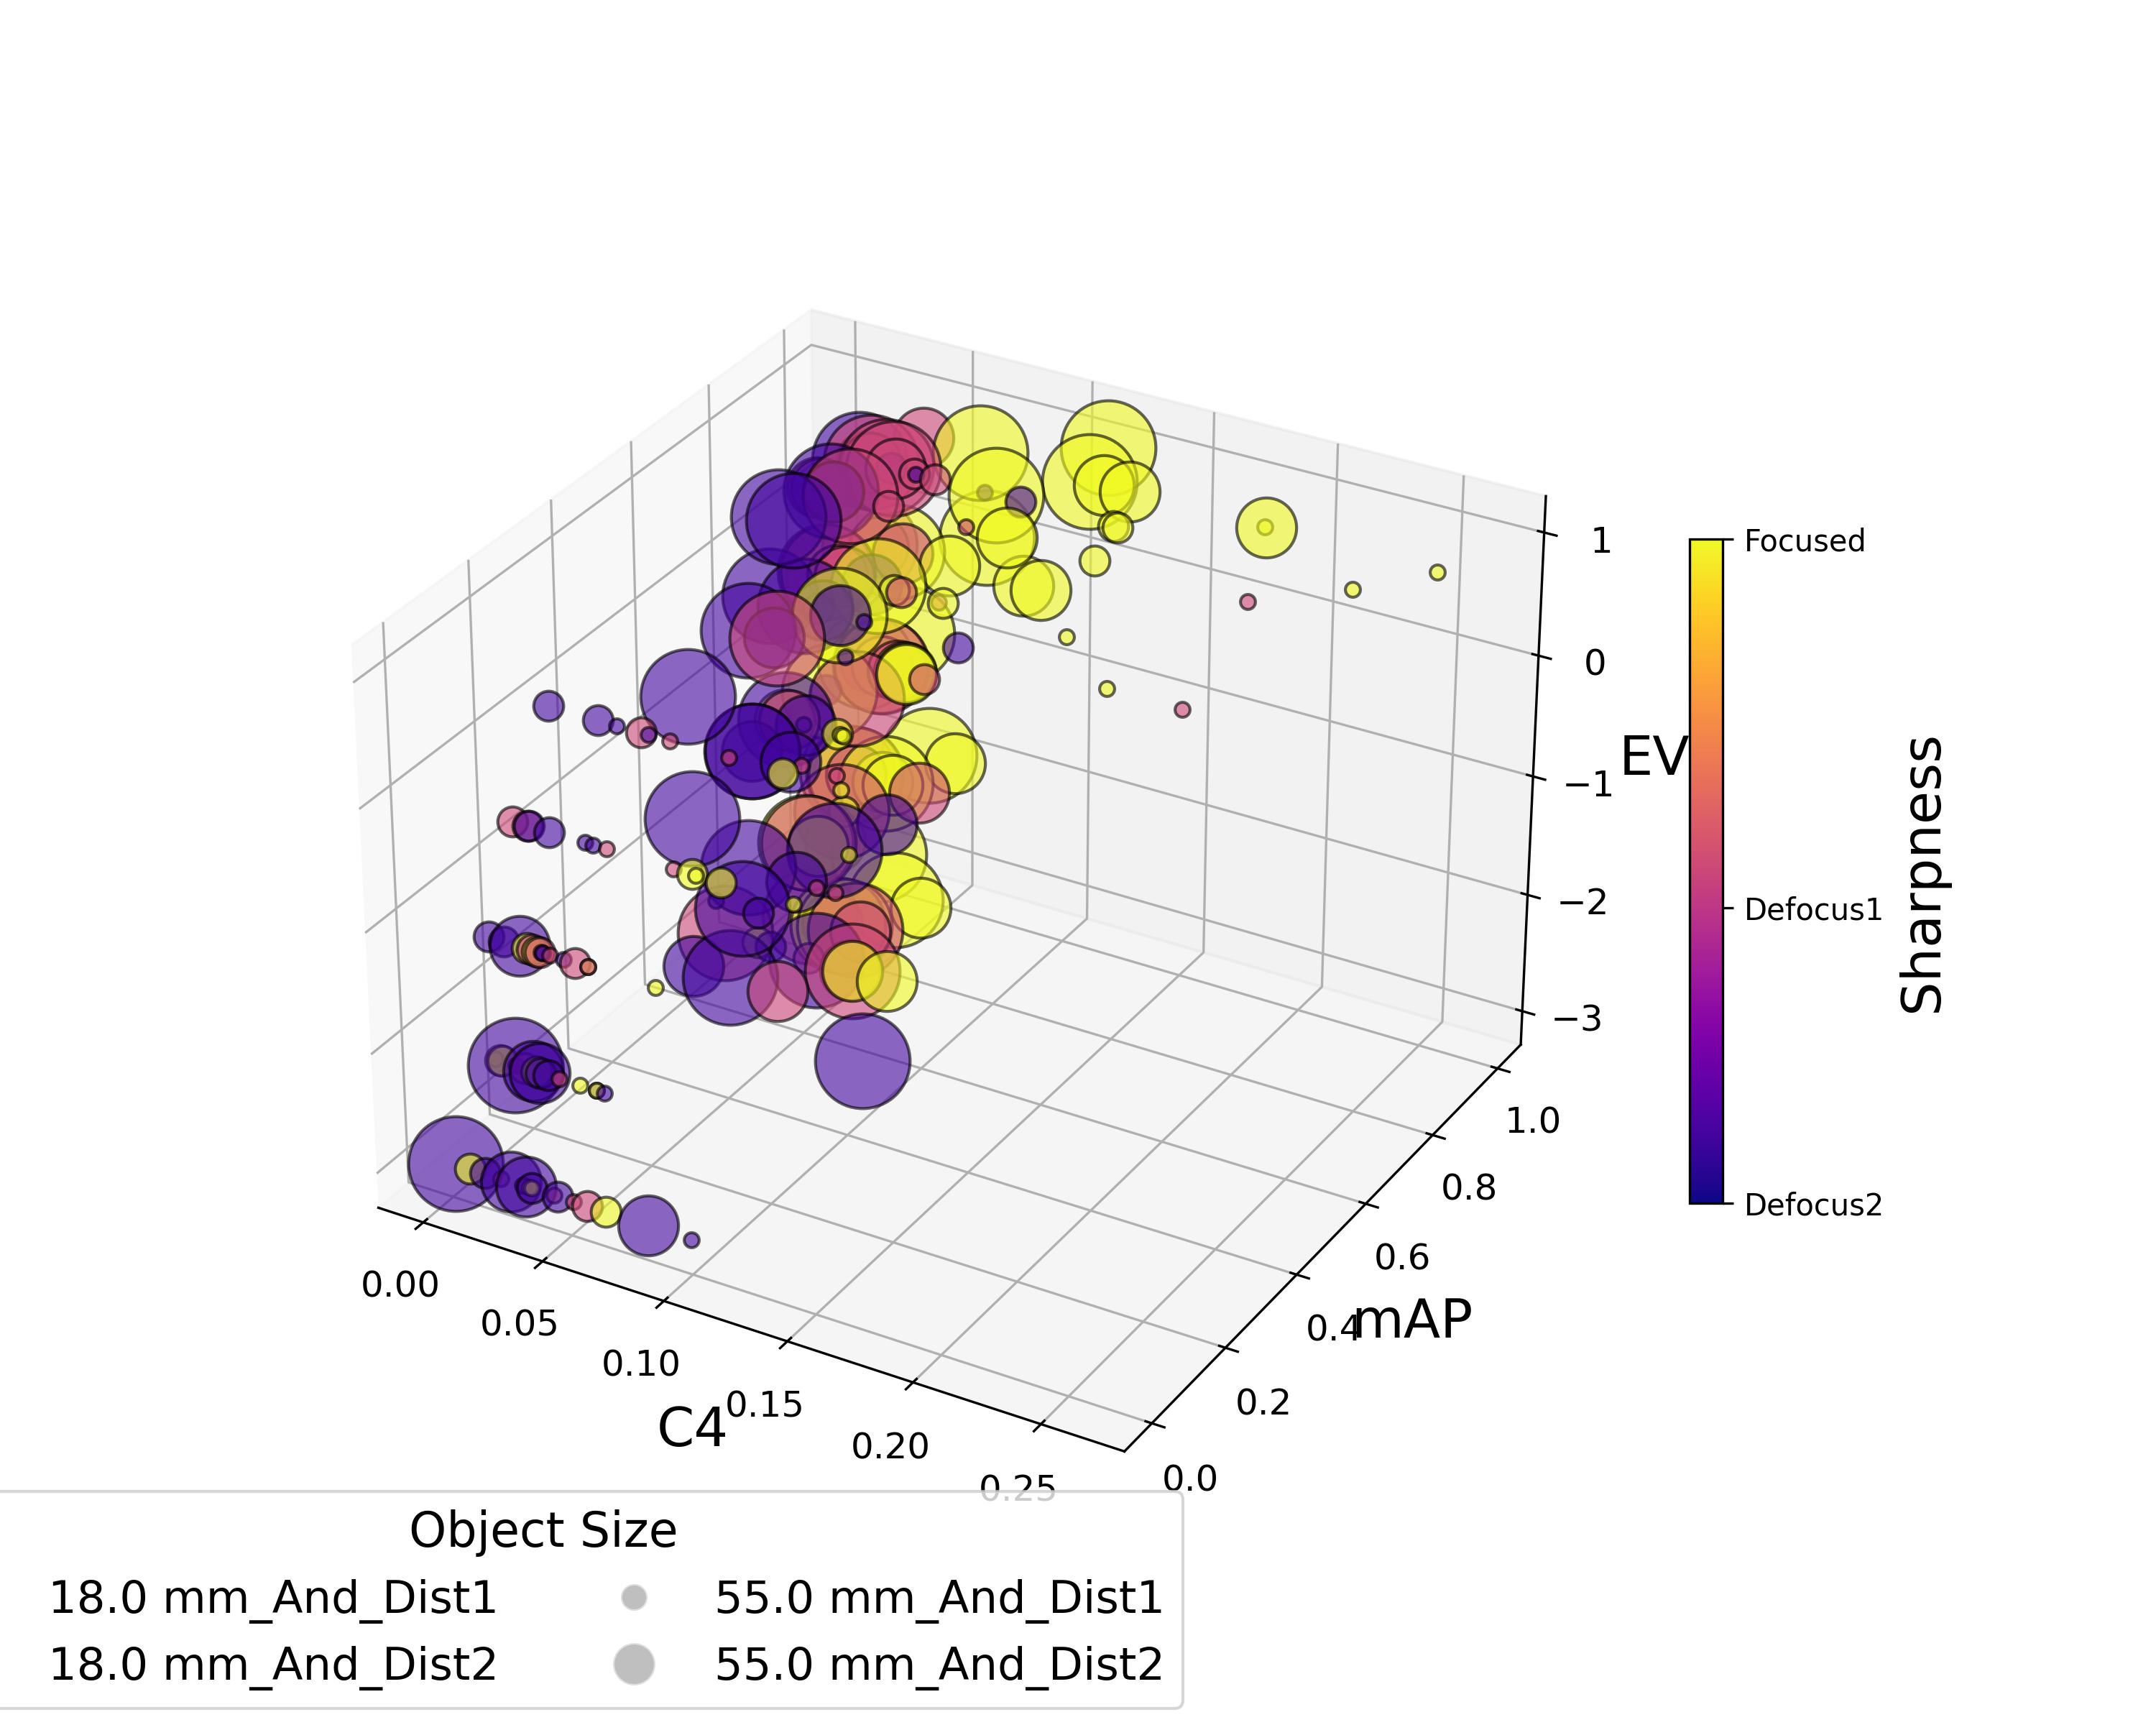 1
0
−1
−2
−3
EV
1.0
0.8
0.6
0.4
0.2
0.0
mAP
0.00
0.05
0.10
0.15
0.20
0.25
C4
Focused
Defocus1
Defocus2
Sharpness
Object Size
18.0 mm_And_Dist1 55.0 mm_And_Dist1
18.0 mm_And_Dist2 55.0 mm_And_Dist2